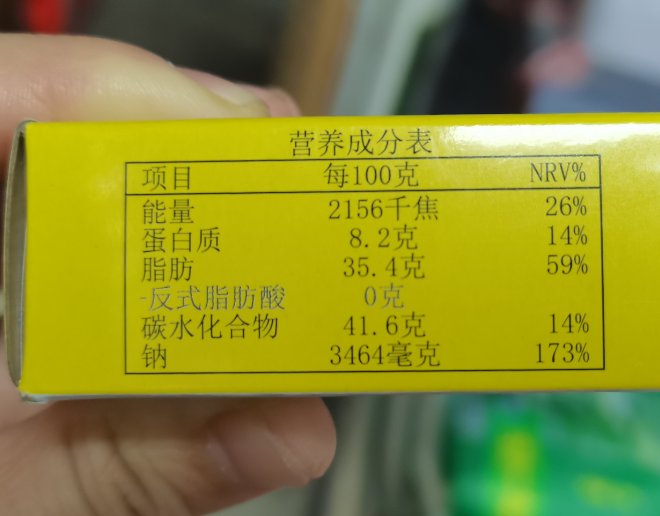 营养成分表
项目 每100克 NRV%
能量 2156千焦 26%
蛋白质 8.2克 14%
脂肪 35.4克 59%
-反式脂肪酸 0克
碳水化合物 41.6克 14%
钠 3464毫克 173%